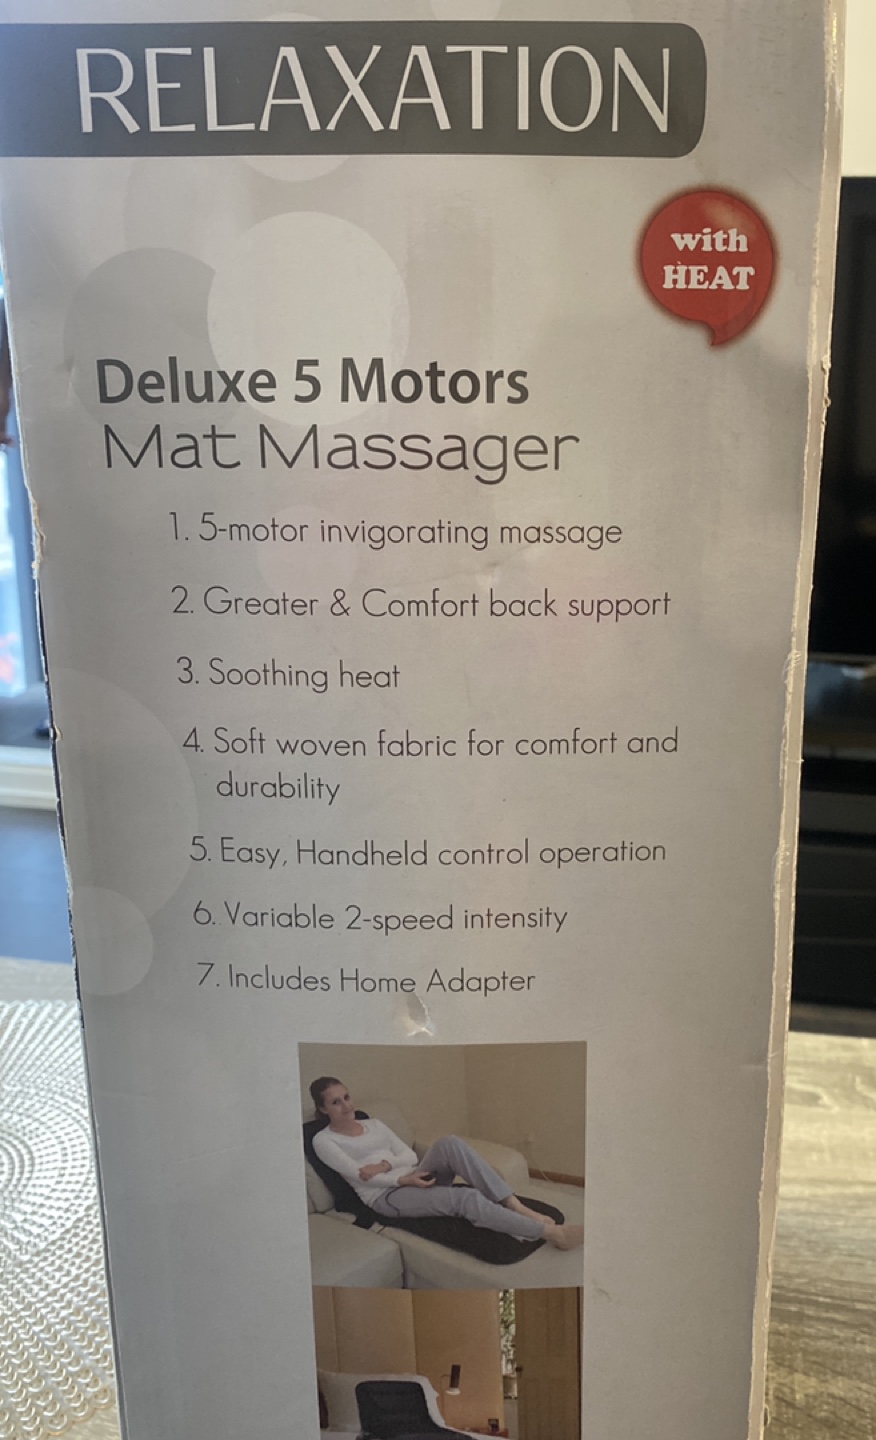 RELAXATION
with
HEAT
Deluxe 5 Motors
Mat Massager
1. 5-motor invigorating massage
2. Greater & Comfort back support
3. Soothing heat
4. Soft woven fabric for comfort and
durability
5. Easy, Handheld control operation
6. Variable 2-speed intensity
7. Includes Home Adapter